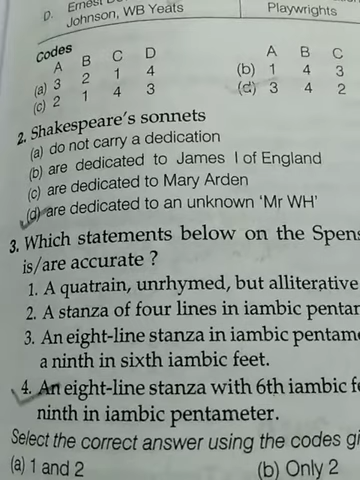 D. Ernest
Johnson, WB Yeats
Playwrights
Codes
A B C D
A B C
(a) 3 2 1 4
(b) 1 4 3
(c) 2 1 4 3
(d) 3 4 2
2. Shakespeare's sonnets
(a) do not carry a dedication
(b) are dedicated to James I of England
(c) are dedicated to Mary Arden
(d) are dedicated to an unknown 'Mr WH'
3. Which statements below on the Spens
is/are accurate ?
1. A quatrain, unrhymed, but alliterative
2. A stanza of four lines in iambic pentar
3. An eight-line stanza in iambic pentame
a ninth in sixth iambic feet.
4. An eight-line stanza with 6th iambic fe
ninth in iambic pentameter.
Select the correct answer using the codes gi
(a) 1 and 2
(b) Only 2